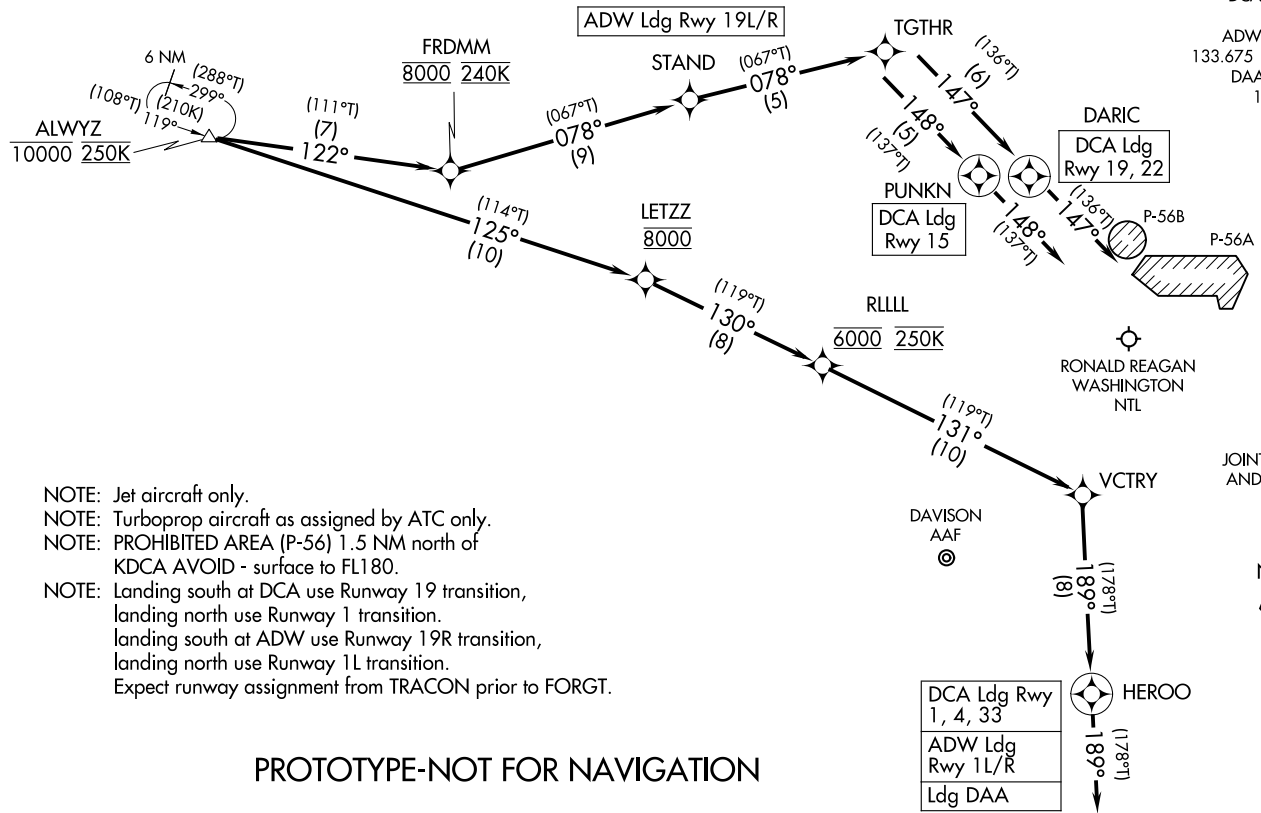 DCA
ADW Ldg Rwy 19L/R
ADW
133.675
DAA
1
6 NM
(288°T)
299°
(210K)
(108°T)
119°
ALWYZ
10000 250K
(111°T)
(7)
122°
FRDMM
8000 240K
(067°T)
078°
(9)
STAND
(067°T)
078°
(5)
TGTHR
(136°T)
(6)
147°
148°
(5)
(137°T)
DARIC
DCA Ldg
Rwy 19, 22
PUNKN
DCA Ldg
Rwy 15
148°
(137°T)
(136°T)
147°
P-56B
P-56A
(114°T)
125°
(10)
LETZZ
8000
(119°T)
130°
(8)
RLLLL
6000 250K
RONALD REAGAN
WASHINGTON
NTL
(119°T)
131°
(10)
VCTRY
JOINT
AND
DAVISON
AAF
(178°T)
189°
(8)
NOTE: Jet aircraft only.
NOTE: Turboprop aircraft as assigned by ATC only.
NOTE: PROHIBITED AREA (P-56) 1.5 NM north of
KDCA AVOID - surface to FL180.
NOTE: Landing south at DCA use Runway 19 transition,
landing north use Runway 1 transition.
landing south at ADW use Runway 19R transition,
landing north use Runway 1L transition.
Expect runway assignment from TRACON prior to FORGT.
HEROO
DCA Ldg Rwy
1, 4, 33
ADW Ldg
Rwy 1L/R
Ldg DAA
(178°T)
189°
PROTOTYPE-NOT FOR NAVIGATION